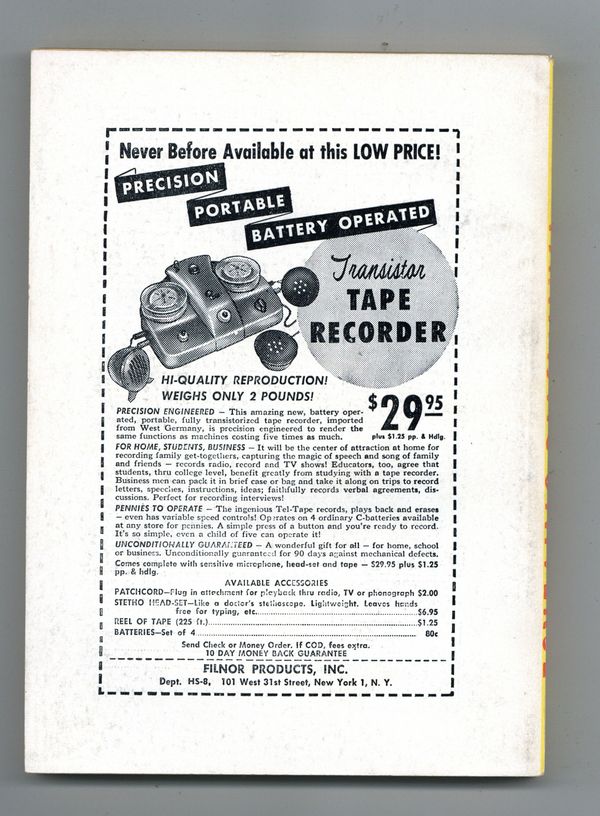 Never Before Available at this LOW PRICE!
PRECISION
PORTABLE
BATTERY OPERATED
Transistor
TAPE
RECORDER
HI-QUALITY REPRODUCTION!
WEIGHS ONLY 2 POUNDS!
$29.95
plus $1.25 pp. & Hdlg.
PRECISION ENGINEERED — This amazing new, battery oper-
ated, portable, fully transistorized tape recorder, imported
from West Germany, is precision engineered to render the
same functions as machines costing five times as much.
FOR HOME, STUDENTS, BUSINESS — It will be the center of attraction at home for
recording family get-togethers, capturing the magic of speech and song of family
and friends — records radio, record and TV shows! Educators, too, agree that
students, thru college level, benefit greatly from studying with a tape recorder.
Business men can pack it in brief case or bag and take it along on trips to record
letters, speeches, instructions, ideas; faithfully records verbal agreements, dis-
cussions. Perfect for recording interviews!
PENNIES TO OPERATE — The ingenious Tel-Tape records, plays back and erases
— even has variable speed controls! Operates on 4 ordinary C-batteries available
at any store for pennies. A simple press of a button and you're ready to record.
It's so simple, even a child of five can operate it!
UNCONDITIONALLY GUARANTEED — A wonderful gift for all — for home, school
or business. Unconditionally guaranteed for 90 days against mechanical defects.
Comes complete with sensitive microphone, head-set and tape — $29.95 plus $1.25
pp. & hdlg.
AVAILABLE ACCESSORIES
PATCHCORD—Plug in attachment for playback thru radio, TV or phonograph $2.00
STETHO HEAD-SET—Like a doctor's stethoscope. Lightweight. Leaves hands
free for typing, etc. $6.95
REEL OF TAPE (225 ft.) $1.25
BATTERIES—Set of 4 80c
Send Check or Money Order. If COD, fees extra.
10 DAY MONEY BACK GUARANTEE
FILNOR PRODUCTS, INC.
Dept. HS-8, 101 West 31st Street, New York 1, N. Y.